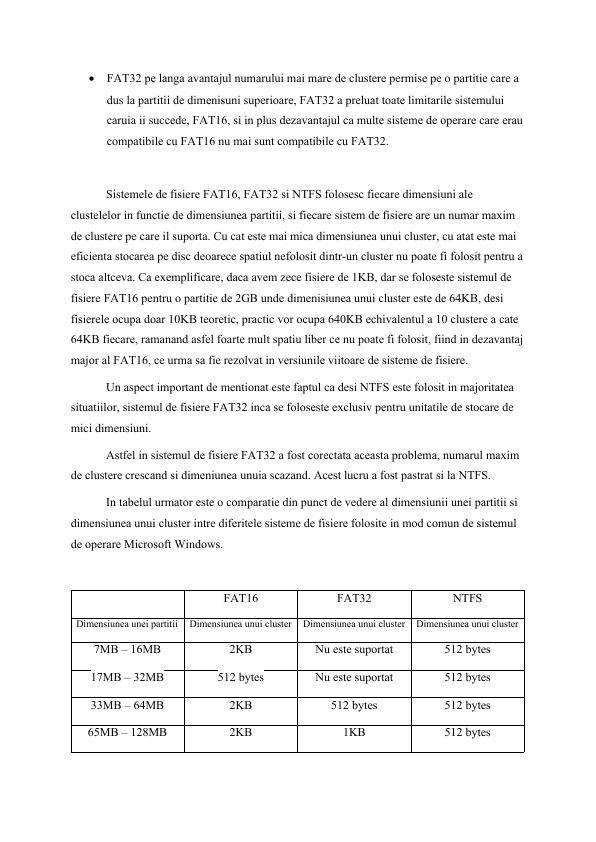 • FAT32 pe langa avantajul numarului mai mare de clustere permise pe o partitie care a
dus la partitii de dimenisuni superioare, FAT32 a preluat toate limitarile sistemului
caruia ii succede, FAT16, si in plus dezavantajul ca multe sisteme de operare care erau
compatibile cu FAT16 nu mai sunt compatibile cu FAT32.
Sistemele de fisiere FAT16, FAT32 si NTFS folosesc fiecare dimensiuni ale
clustelelor in functie de dimensiunea partitii, si fiecare sistem de fisiere are un numar maxim
de clustere pe care il suporta. Cu cat este mai mica dimensiunea unui cluster, cu atat este mai
eficienta stocarea pe disc deoarece spatiul nefolosit dintr-un cluster nu poate fi folosit pentru a
stoca altceva. Ca exemplificare, daca avem zece fisiere de 1KB, dar se foloseste sistemul de
fisiere FAT16 pentru o partitie de 2GB unde dimenisiunea unui cluster este de 64KB, desi
fisierele ocupa doar 10KB teoretic, practic vor ocupa 640KB echivalentul a 10 clustere a cate
64KB fiecare, ramanand asfel foarte mult spatiu liber ce nu poate fi folosit, fiind in dezavantaj
major al FAT16, ce urma sa fie rezolvat in versiunile viitoare de sisteme de fisiere.
Un aspect important de mentionat este faptul ca desi NTFS este folosit in majoritatea
situatiilor, sistemul de fisiere FAT32 inca se foloseste exclusiv pentru unitatile de stocare de
mici dimensiuni.
Astfel in sistemul de fisiere FAT32 a fost corectata aceasta problema, numarul maxim
de clustere crescand si dimeniunea unuia scazand. Acest lucru a fost pastrat si la NTFS.
In tabelul urmator este o comparatie din punct de vedere al dimensiunii unei partitii si
dimensiunea unui cluster intre diferitele sisteme de fisiere folosite in mod comun de sistemul
de operare Microsoft Windows.
FAT16 FAT32 NTFS
Dimensiunea unei partitii Dimensiunea unui cluster Dimensiunea unui cluster Dimensiunea unui cluster
7MB – 16MB 2KB Nu este suportat 512 bytes
17MB – 32MB 512 bytes Nu este suportat 512 bytes
33MB – 64MB 2KB 512 bytes 512 bytes
65MB – 128MB 2KB 1KB 512 bytes